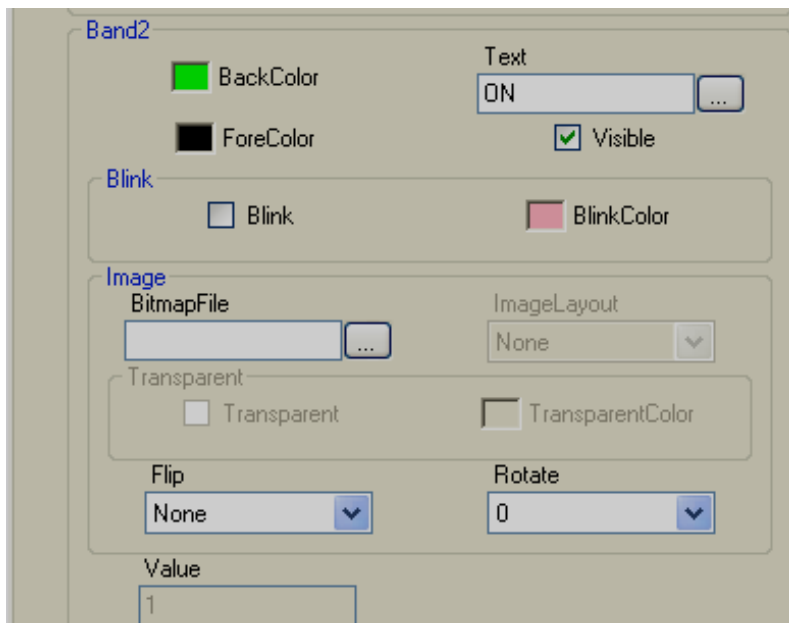 Band2
BackColor
Text
ON
...
ForeColor
Visible
Blink
Blink
BlinkColor
Image
BitmapFile
...
ImageLayout
None
Transparent
Transparent
TransparentColor
Flip
None
Rotate
0
Value
1